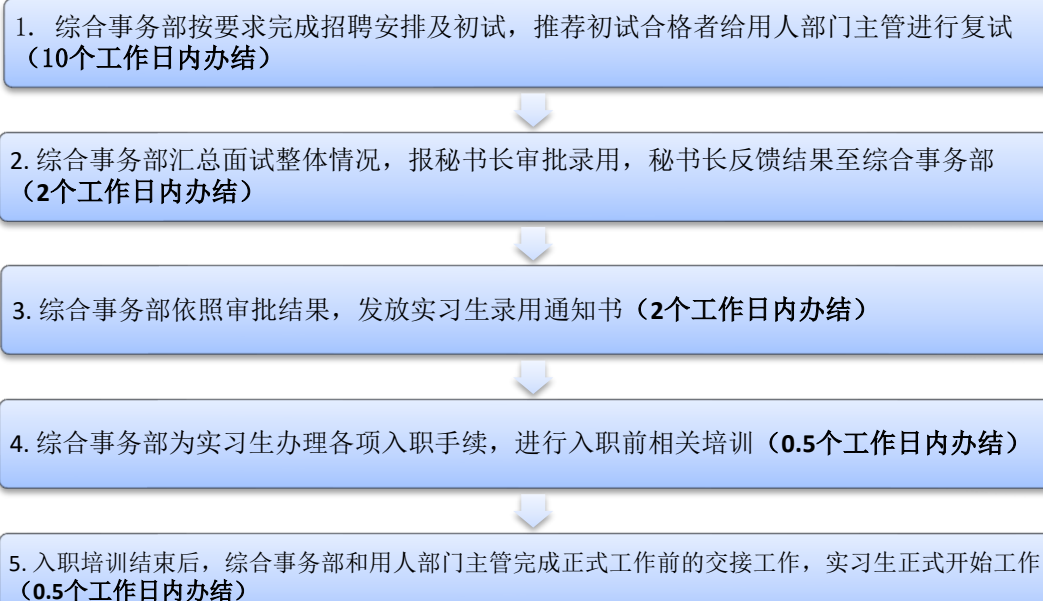 1. 综合事务部按要求完成招聘安排及初试，推荐初试合格者给用人部门主管进行复试
（10个工作日内办结）
2. 综合事务部汇总面试整体情况，报秘书长审批录用，秘书长反馈结果至综合事务部
（2个工作日内办结）
3. 综合事务部依照审批结果，发放实习生录用通知书（2个工作日内办结）
4. 综合事务部为实习生办理各项入职手续，进行入职前相关培训（0.5个工作日内办结）
5. 入职培训结束后，综合事务部和用人部门主管完成正式工作前的交接工作，实习生正式开始工作
（0.5个工作日内办结）